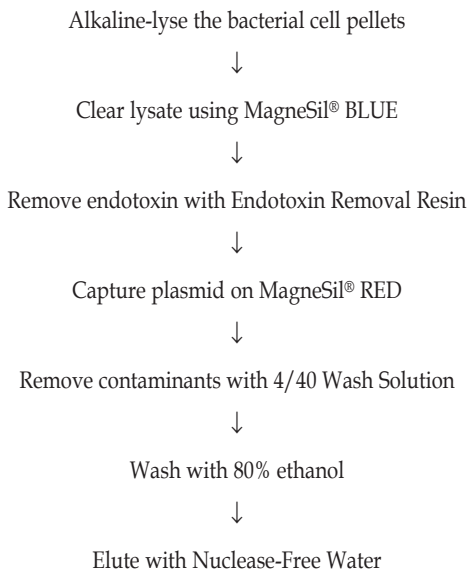 Alkaline-lyse the bacterial cell pellets
↓
Clear lysate using MagneSil® BLUE
↓
Remove endotoxin with Endotoxin Removal Resin
↓
Capture plasmid on MagneSil® RED
↓
Remove contaminants with 4/40 Wash Solution
↓
Wash with 80% ethanol
↓
Elute with Nuclease-Free Water